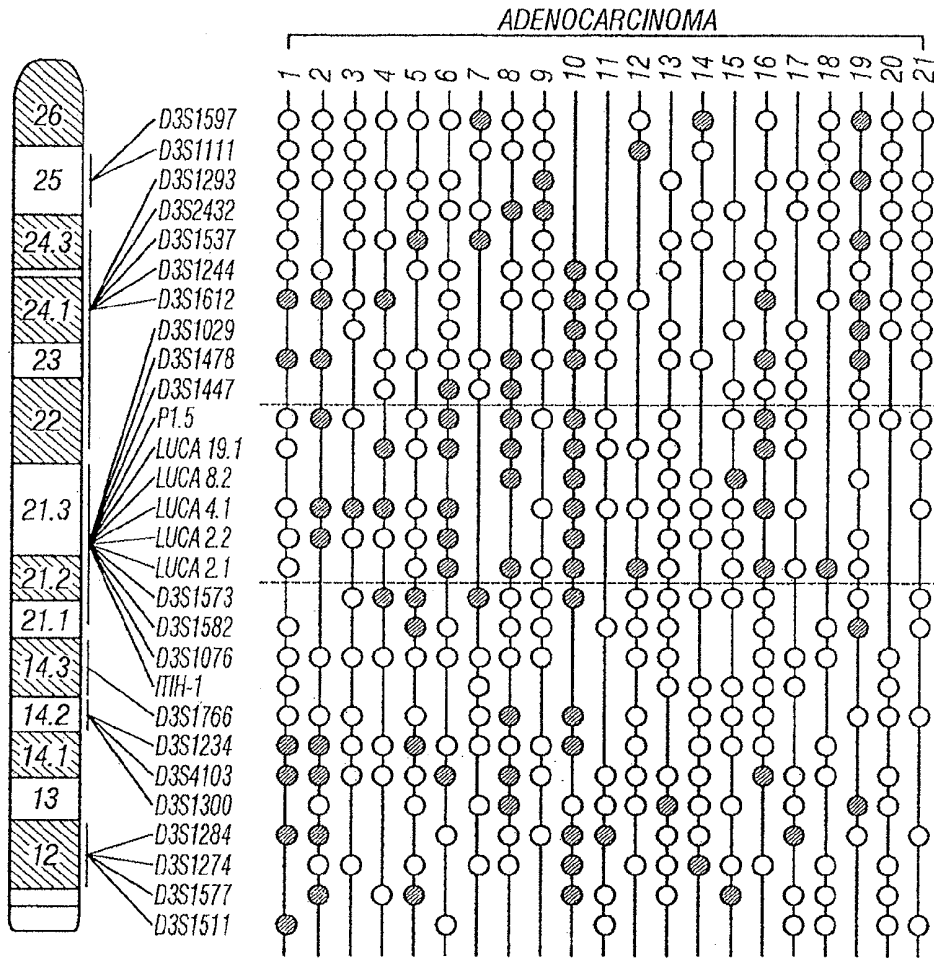 ADENOCARCINOMA
1 2 3 4 5 6 7 8 9 10 11 12 13 14 15 16 17 18 19 20 21
26
25
24.3
24.1
23
22
21.3
21.2
21.1
14.3
14.2
14.1
13
12
D3S1597
D3S1111
D3S1293
D3S2432
D3S1537
D3S1244
D3S1612
D3S1029
D3S1478
D3S1447
P1.5
LUCA 19.1
LUCA 8.2
LUCA 4.1
LUCA 2.2
LUCA 2.1
D3S1573
D3S1582
D3S1076
ITIH-1
D3S1766
D3S1234
D3S4103
D3S1300
D3S1284
D3S1274
D3S1577
D3S1511